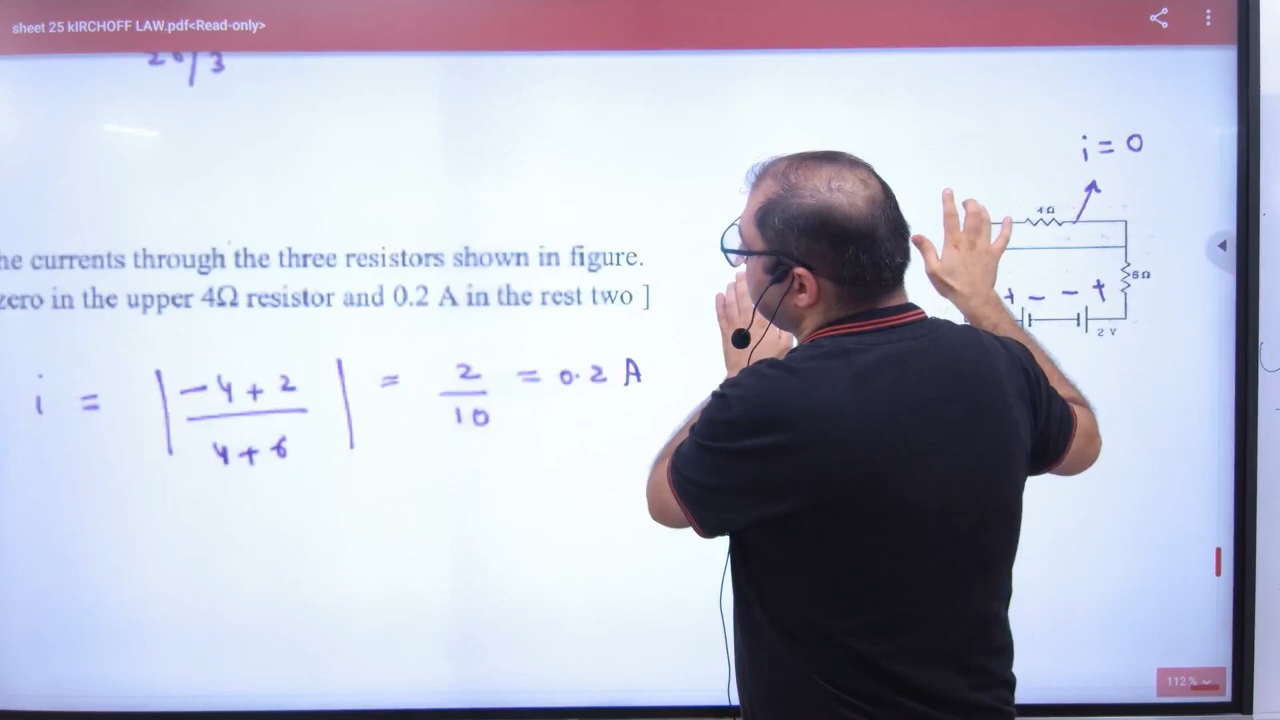 sheet 25 kIRCHOFF LAW.pdf<Read-only>
20/3
i = 0
4Ω
he currents through the three resistors shown in figure.
6Ω
zero in the upper 4Ω resistor and 0.2 A in the rest two ]
+ - - +
2 V
i = | -4+2 / 4+6 | = 2/10 = 0.2 A
112%